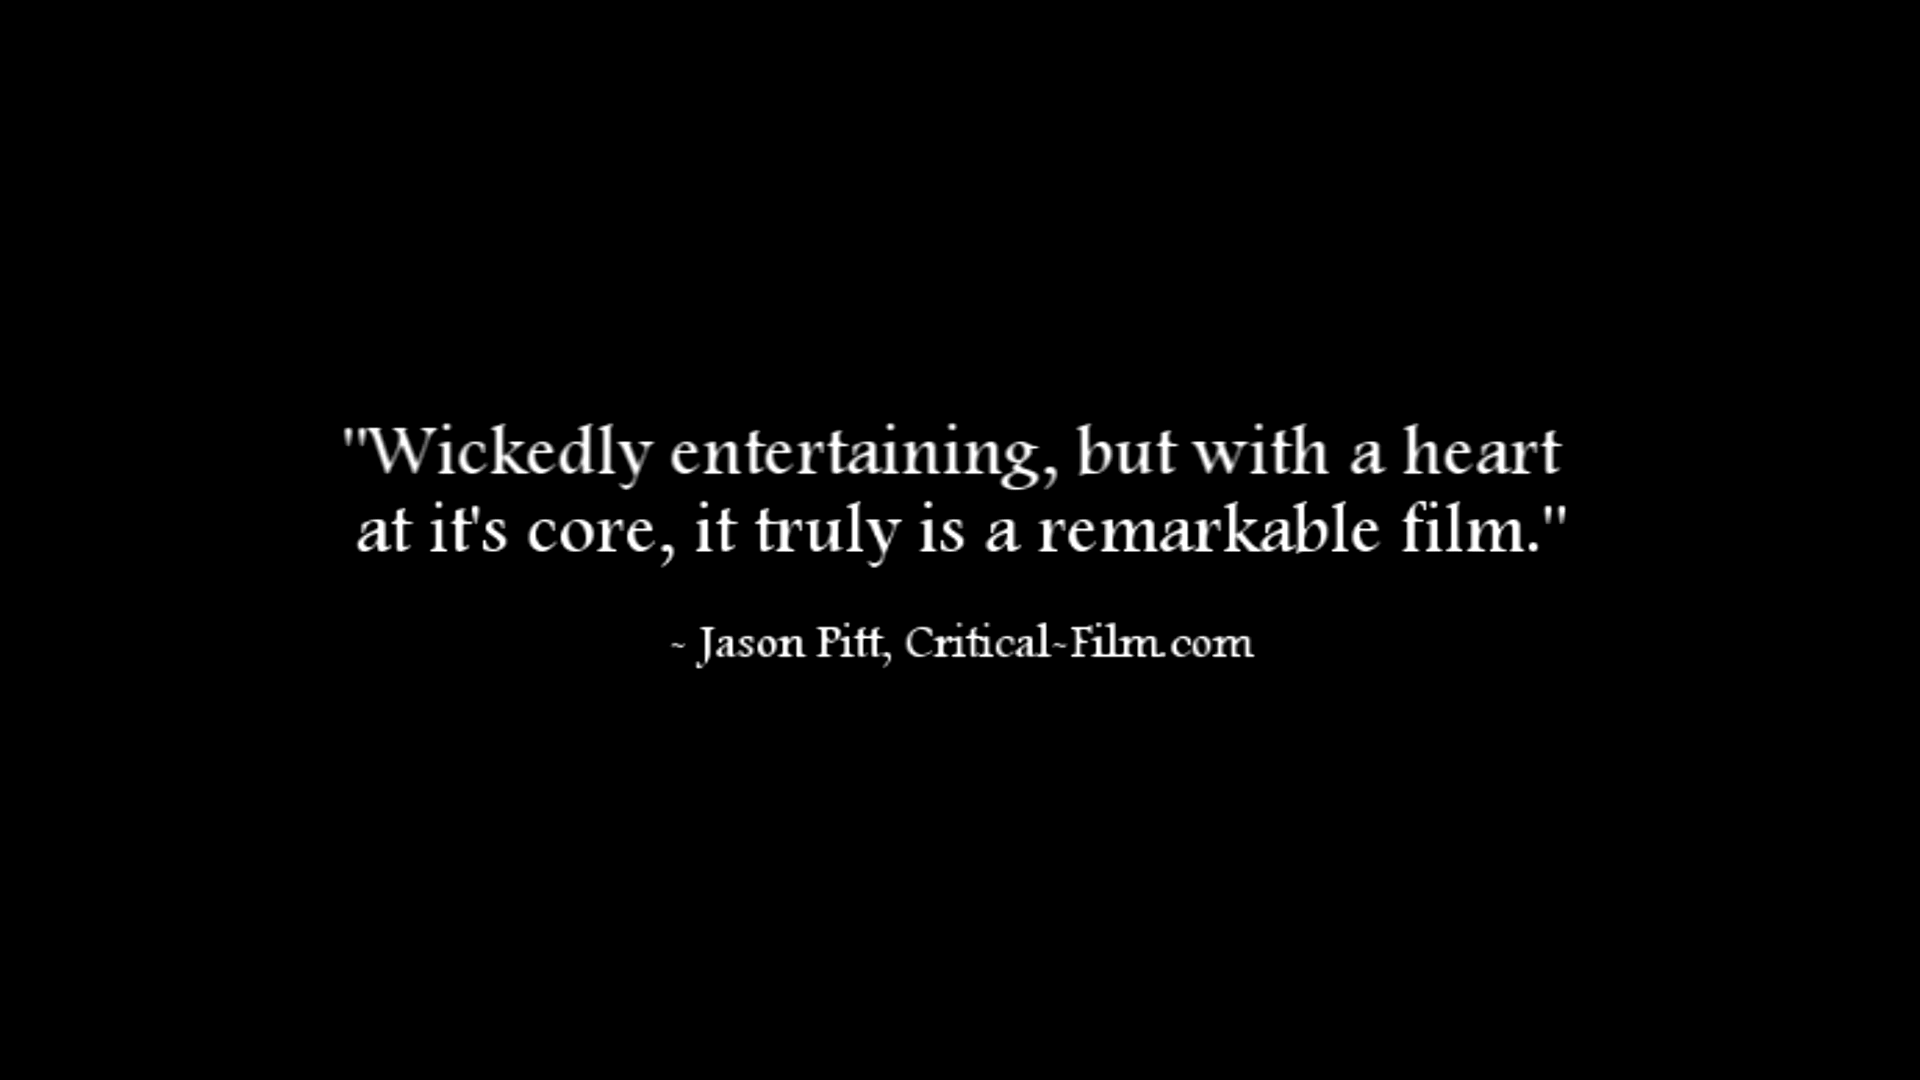 "Wickedly entertaining, but with a heart
at it's core, it truly is a remarkable film."
~ Jason Pitt, Critical-Film.com